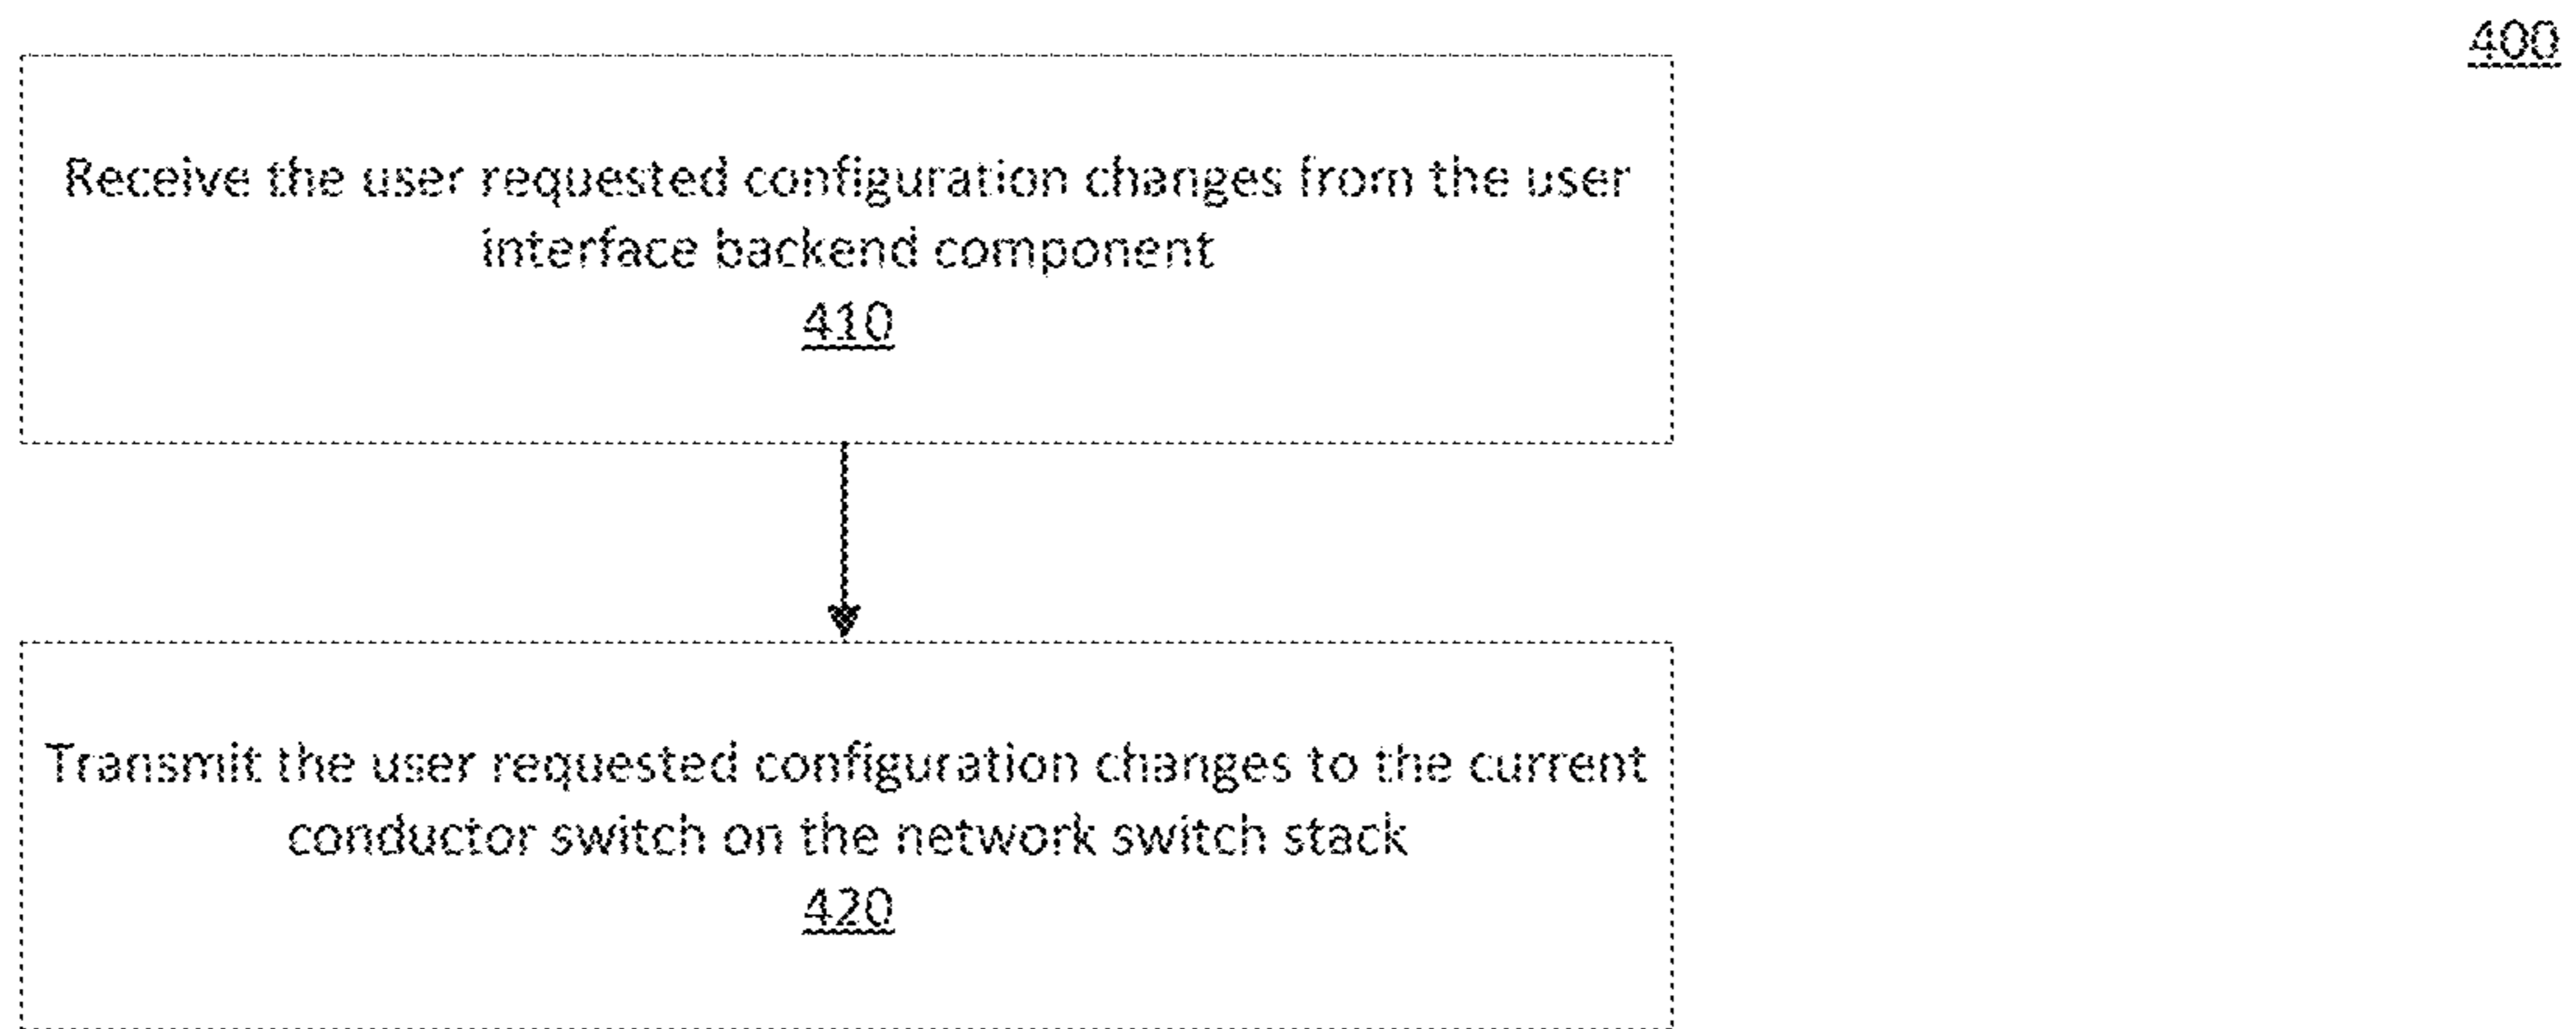 400
Receive the user requested configuration changes from the user
interface backend component
410
Transmit the user requested configuration changes to the current
conductor switch on the network switch stack
420